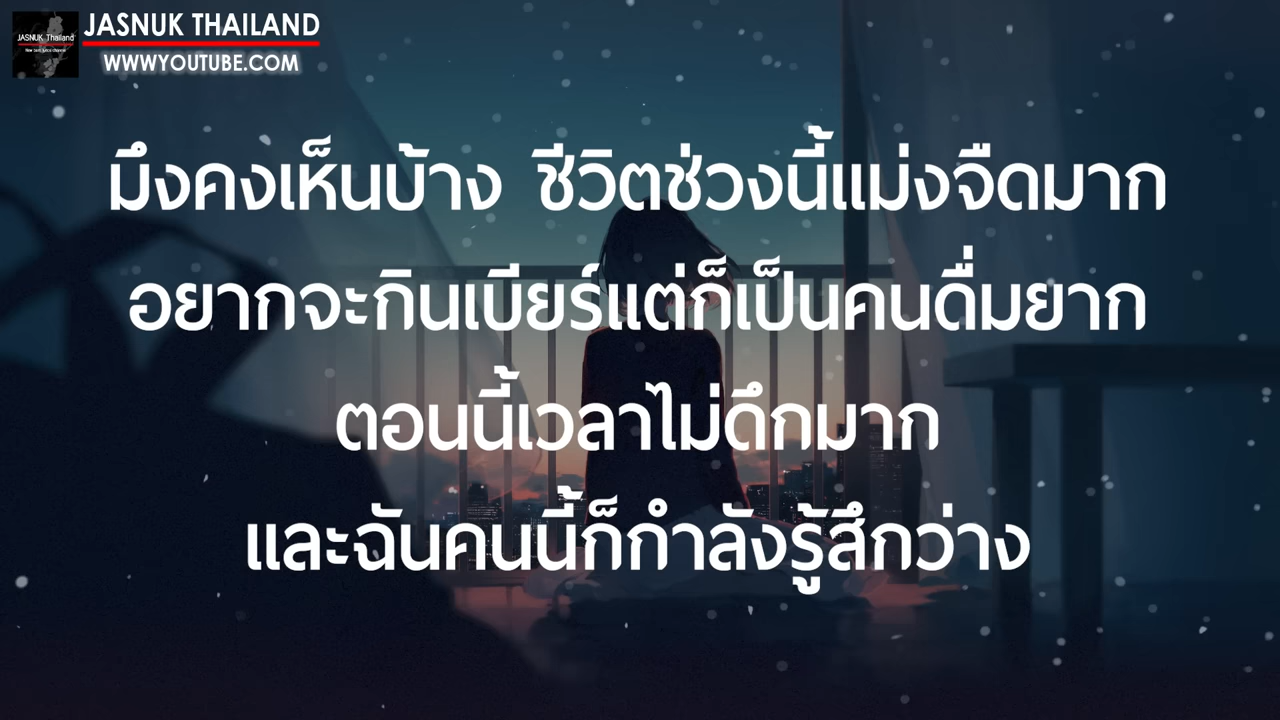 JASNUK THAILAND
WWWYOUTUBE.COM
JASNUK Thailand
มึงคงเห็นบ้าง ชีวิตช่วงนี้แม่งจืดมาก
อยากจะกินเบียร์แต่ก็เป็นคนดื่มยาก
ตอนนี้เวลาไม่ดึกมาก
และฉันคนนี้ก็กำลังรู้สึกว่าง